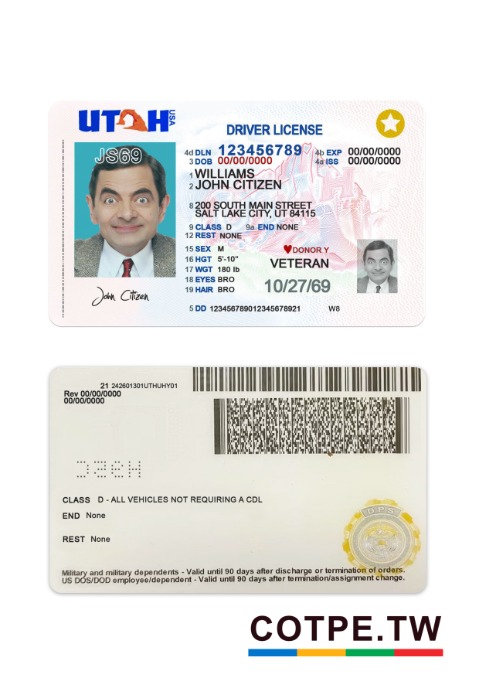 UTAH USA
DRIVER LICENSE
JS69
4d DLN 123456789 4b EXP 00/00/0000
3 DOB 00/00/0000 4a ISS 00/00/0000
1 WILLIAMS
2 JOHN CITIZEN
8 200 SOUTH MAIN STREET
SALT LAKE CITY, UT 84115
9 CLASS D 9a END NONE
12 REST NONE
15 SEX M DONOR Y
16 HGT 5'-10" VETERAN
17 WGT 180 lb
18 EYES BRO
19 HAIR BRO 10/27/69
John Citizen
5 DD 123456789012345678921 W8
21 242601301UTHUHY01
Rev 00/00/0000
00/00/0000
CLASS D - ALL VEHICLES NOT REQUIRING A CDL
END None
REST None
Military and military dependents - Valid until 90 days after discharge or termination of orders.
US DOS/DOD employee/dependent - Valid until 90 days after termination/assignment change.
COTPE.TW